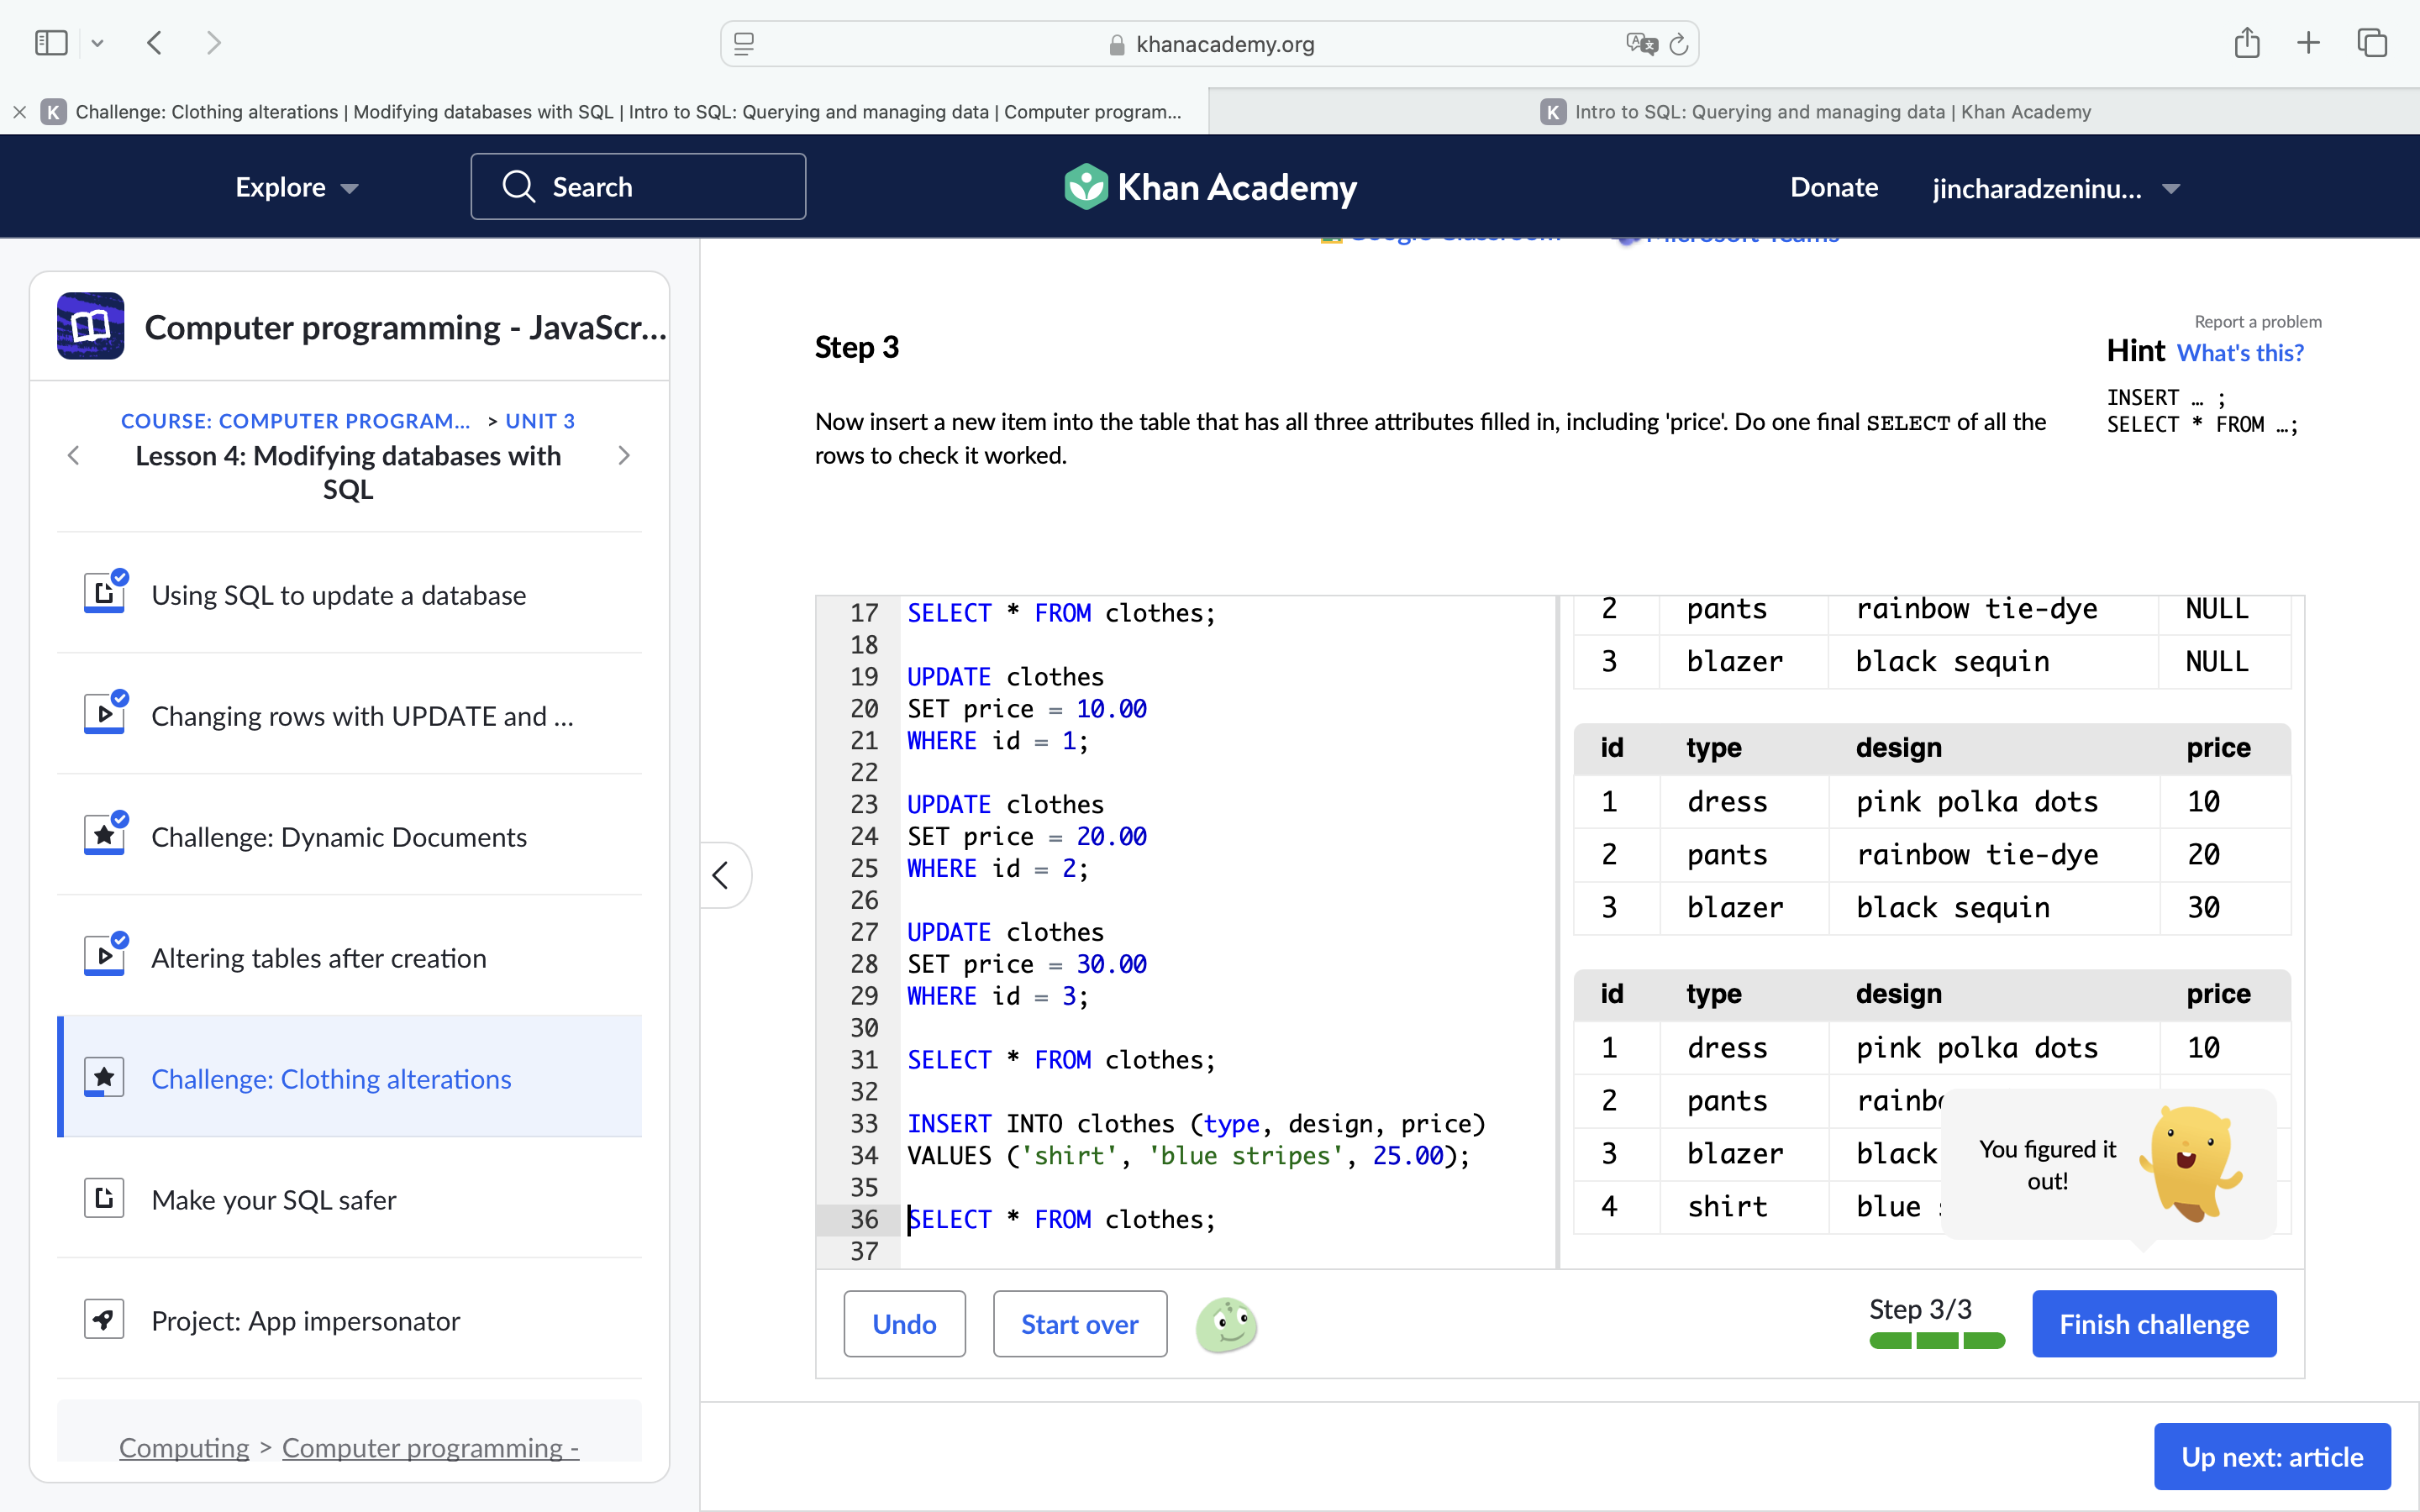 khanacademy.org
Challenge: Clothing alterations | Modifying databases with SQL | Intro to SQL: Querying and managing data | Computer program...
Intro to SQL: Querying and managing data | Khan Academy
Explore
Search
Khan Academy
Donate
jincharadzeninu...
Computer programming - JavaScr...
COURSE: COMPUTER PROGRAM... > UNIT 3
Lesson 4: Modifying databases with
SQL
Using SQL to update a database
Changing rows with UPDATE and ...
Challenge: Dynamic Documents
Altering tables after creation
Challenge: Clothing alterations
Make your SQL safer
Project: App impersonator
Computing > Computer programming -
Google Classroom
Microsoft Teams
Step 3
Now insert a new item into the table that has all three attributes filled in, including 'price'. Do one final SELECT of all the
rows to check it worked.
Report a problem
Hint What's this?
INSERT … ;
SELECT * FROM …;
17 SELECT * FROM clothes;
18
19 UPDATE clothes
20 SET price = 10.00
21 WHERE id = 1;
22
23 UPDATE clothes
24 SET price = 20.00
25 WHERE id = 2;
26
27 UPDATE clothes
28 SET price = 30.00
29 WHERE id = 3;
30
31 SELECT * FROM clothes;
32
33 INSERT INTO clothes (type, design, price)
34 VALUES ('shirt', 'blue stripes', 25.00);
35
36 SELECT * FROM clothes;
37
2 pants rainbow tie-dye NULL
3 blazer black sequin NULL
id type design price
1 dress pink polka dots 10
2 pants rainbow tie-dye 20
3 blazer black sequin 30
id type design price
1 dress pink polka dots 10
2 pants
3 blazer black
4 shirt blue
You figured it
out!
Undo
Start over
Step 3/3
Finish challenge
Up next: article